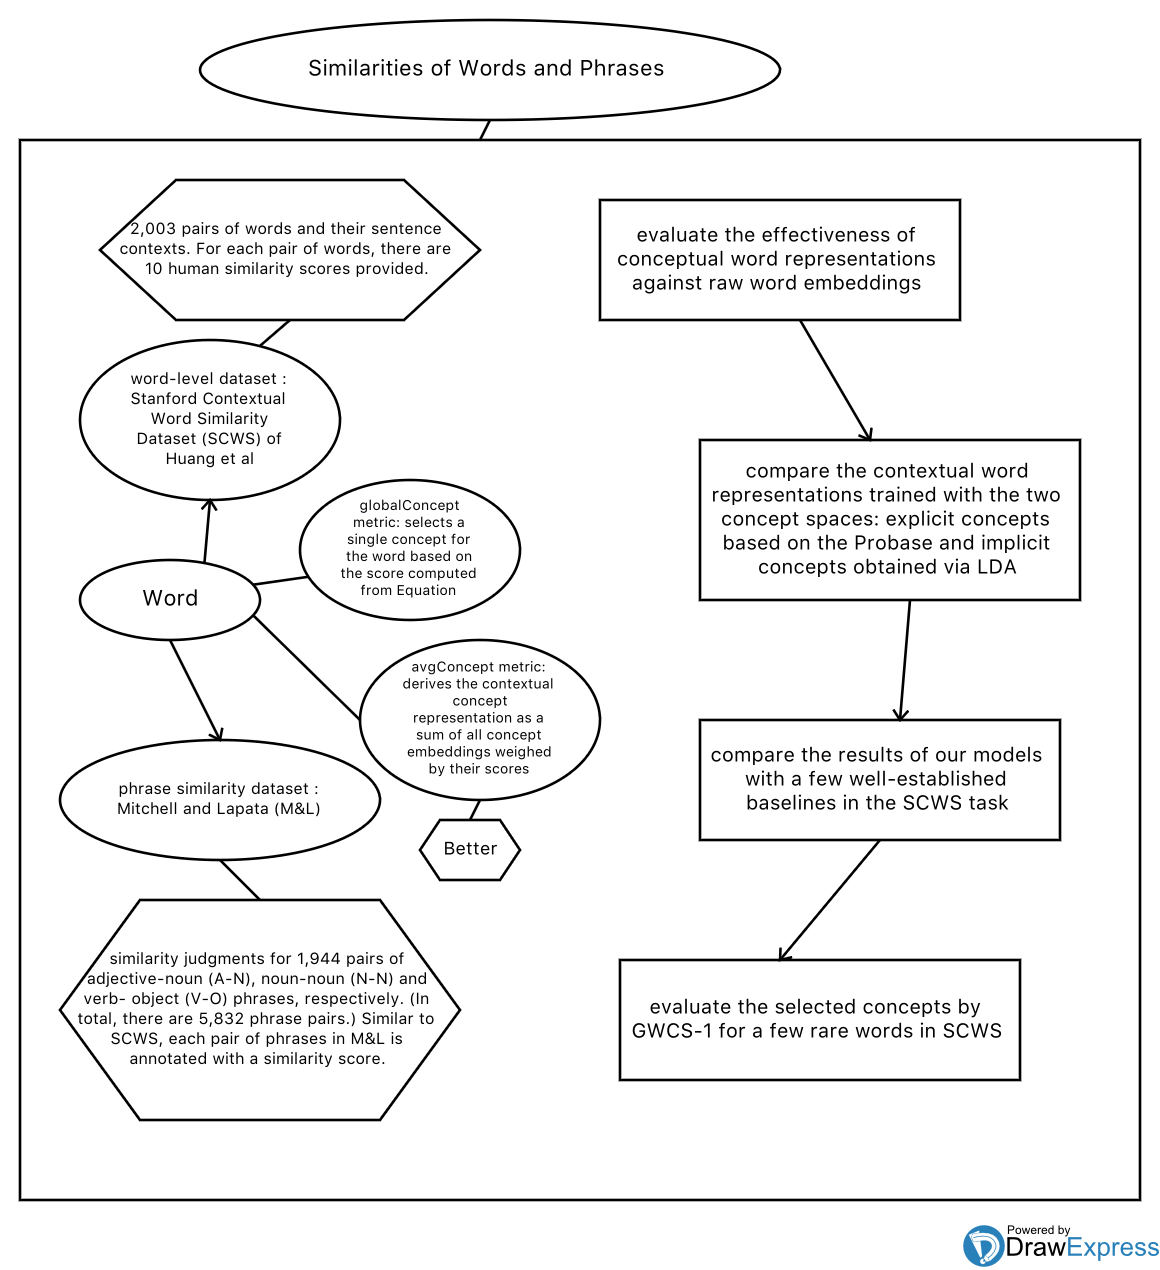 Similarities of Words and Phrases
2,003 pairs of words and their sentence
contexts. For each pair of words, there are
10 human similarity scores provided.
word-level dataset :
Stanford Contextual
Word Similarity
Dataset (SCWS) of
Huang et al
globalConcept
metric: selects a
single concept for
the word based on
the score computed
from Equation
Word
avgConcept metric:
derives the contextual
concept
representation as a
sum of all concept
embeddings weighed
by their scores
phrase similarity dataset :
Mitchell and Lapata (M&L)
Better
similarity judgments for 1,944 pairs of
adjective-noun (A-N), noun-noun (N-N) and
verb- object (V-O) phrases, respectively. (In
total, there are 5,832 phrase pairs.) Similar to
SCWS, each pair of phrases in M&L is
annotated with a similarity score.
evaluate the effectiveness of
conceptual word representations
against raw word embeddings
compare the contextual word
representations trained with the two
concept spaces: explicit concepts
based on the Probase and implicit
concepts obtained via LDA
compare the results of our models
with a few well-established
baselines in the SCWS task
evaluate the selected concepts by
GWCS-1 for a few rare words in SCWS
Powered by
DrawExpress